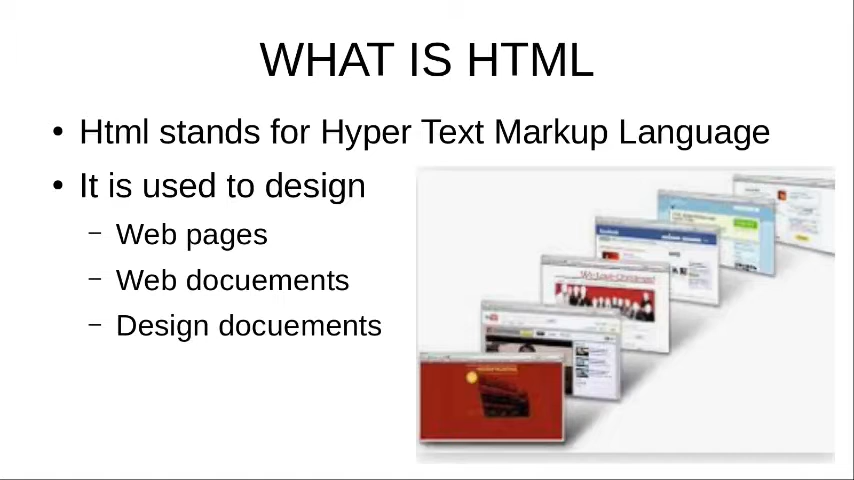 WHAT IS HTML
• Html stands for Hyper Text Markup Language
• It is used to design
– Web pages
– Web docuements
– Design docuements
facebook